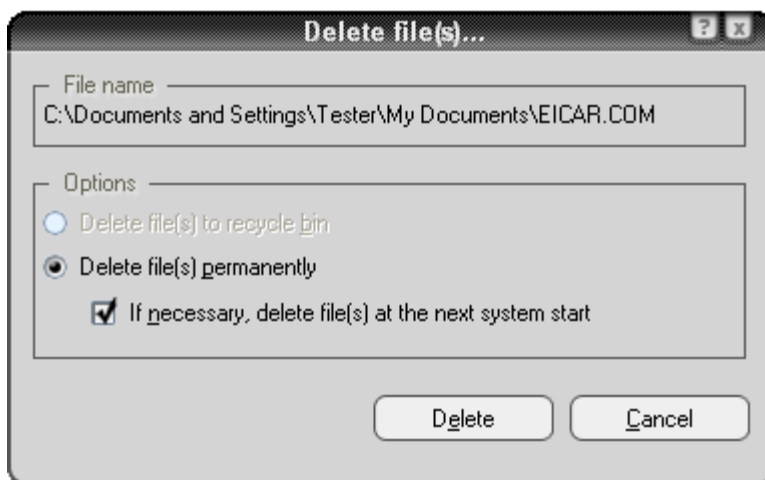 Delete file(s)...
? x
File name
C:\Documents and Settings\Tester\My Documents\EICAR.COM
Options
Delete file(s) to recycle bin
Delete file(s) permanently
If necessary, delete file(s) at the next system start
Delete Cancel